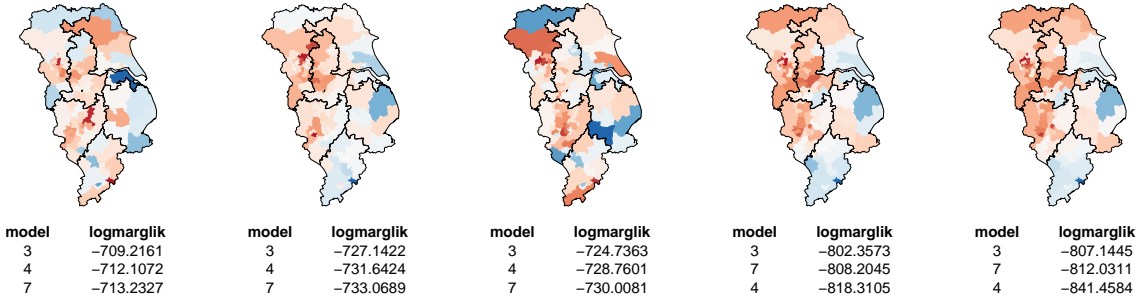 model logmarglik model logmarglik model logmarglik model logmarglik model logmarglik
3 −709.2161 3 −727.1422 3 −724.7363 3 −802.3573 3 −807.1445
4 −712.1072 4 −731.6424 4 −728.7601 7 −808.2045 7 −812.0311
7 −713.2327 7 −733.0689 7 −730.0081 4 −818.3105 4 −841.4584